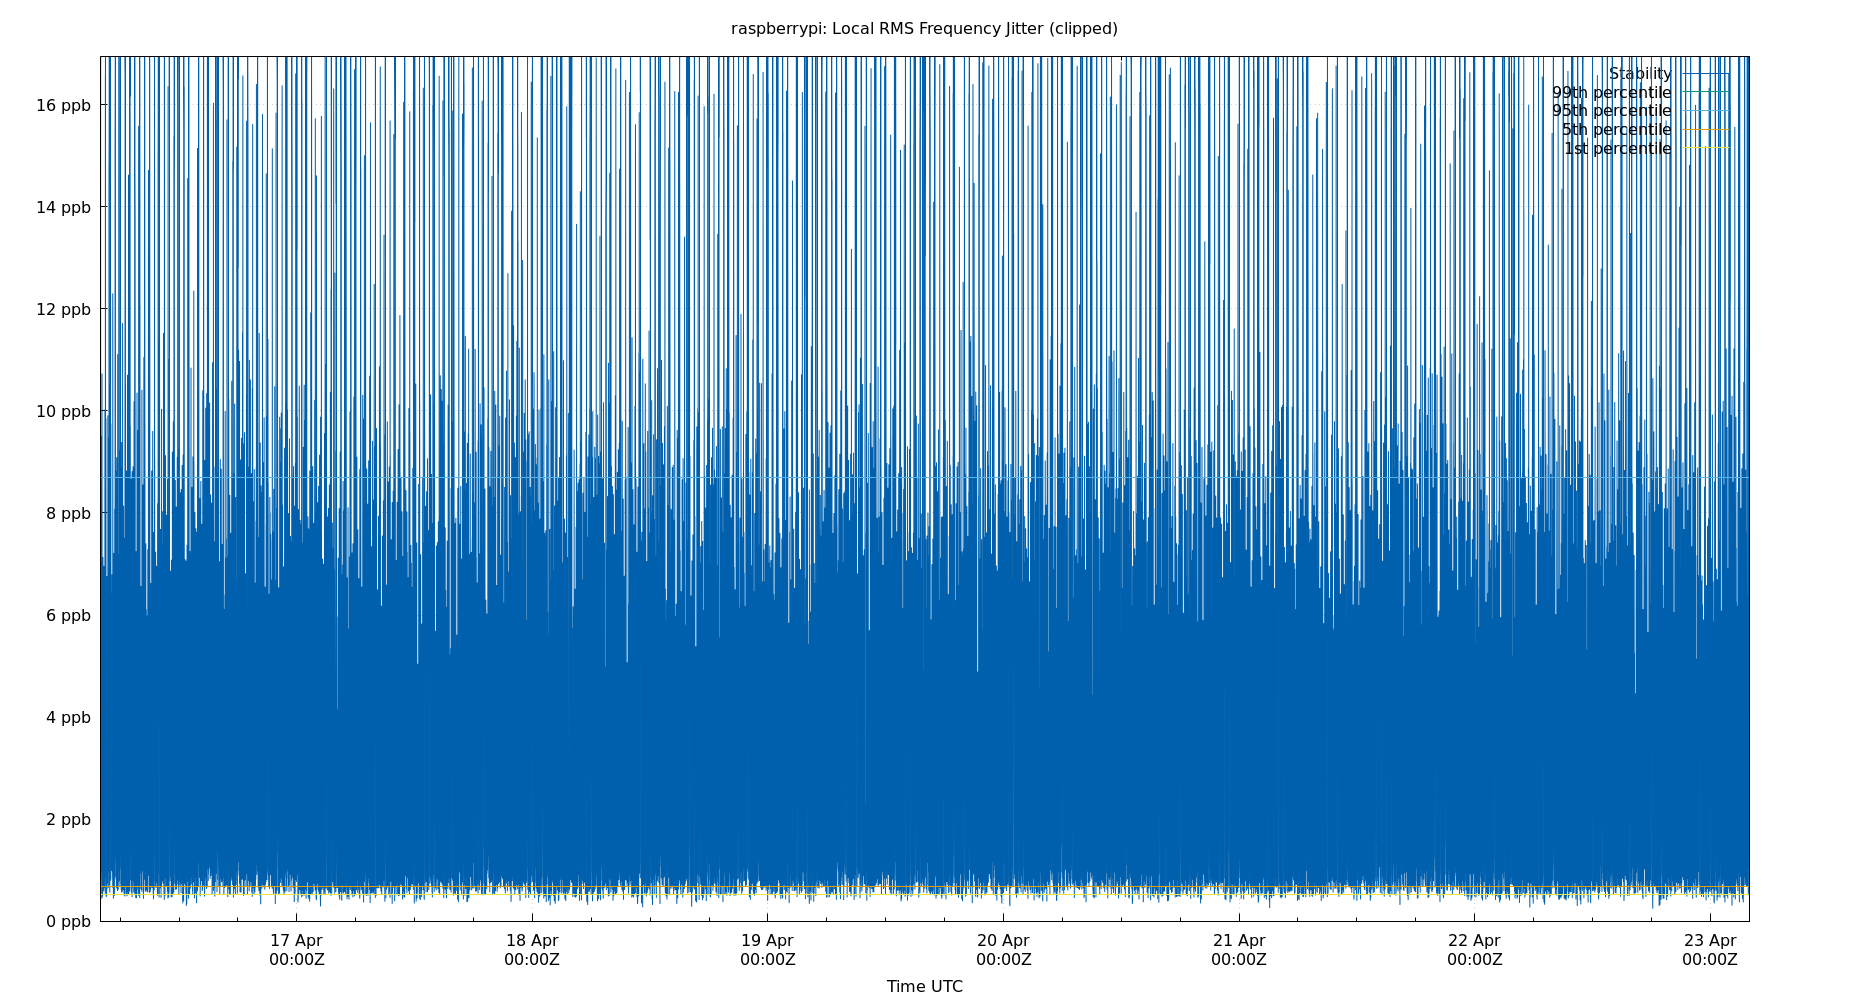 raspberrypi: Local RMS Frequency Jitter (clipped)
Stability
99th percentile
95th percentile
5th percentile
1st percentile
16 ppb
14 ppb
12 ppb
10 ppb
8 ppb
6 ppb
4 ppb
2 ppb
0 ppb
17 Apr 18 Apr 19 Apr 20 Apr 21 Apr 22 Apr 23 Apr
00:00Z 00:00Z 00:00Z 00:00Z 00:00Z 00:00Z 00:00Z
Time UTC